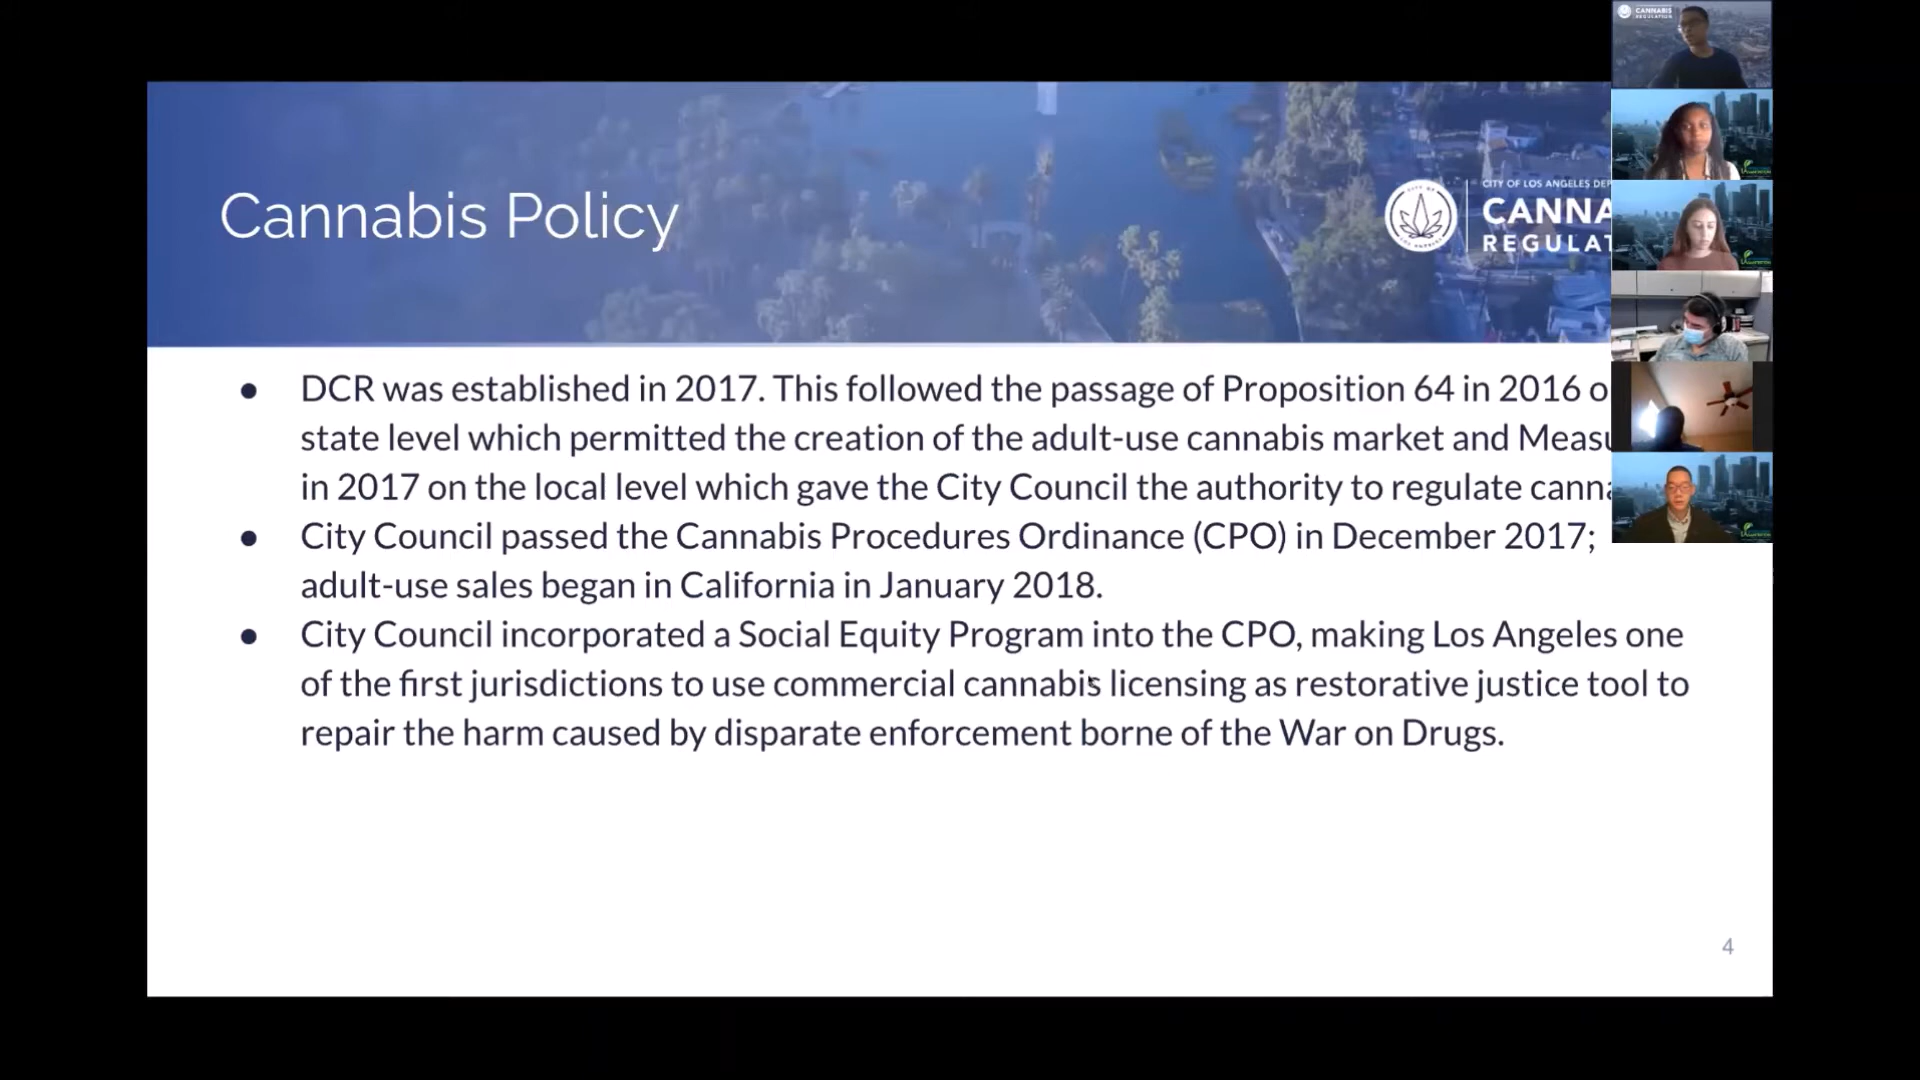 CANNABIS
REGULATION
Cannabis Policy
CITY OF LOS ANGELES
CANNA
REGULAT
● DCR was established in 2017. This followed the passage of Proposition 64 in 2016
state level which permitted the creation of the adult-use cannabis market and
in 2017 on the local level which gave the City Council the authority to regulate
● City Council passed the Cannabis Procedures Ordinance (CPO) in December 2017;
adult-use sales began in California in January 2018.
● City Council incorporated a Social Equity Program into the CPO, making Los Angeles one
of the first jurisdictions to use commercial cannabis licensing as restorative justice tool to
repair the harm caused by disparate enforcement borne of the War on Drugs.
4